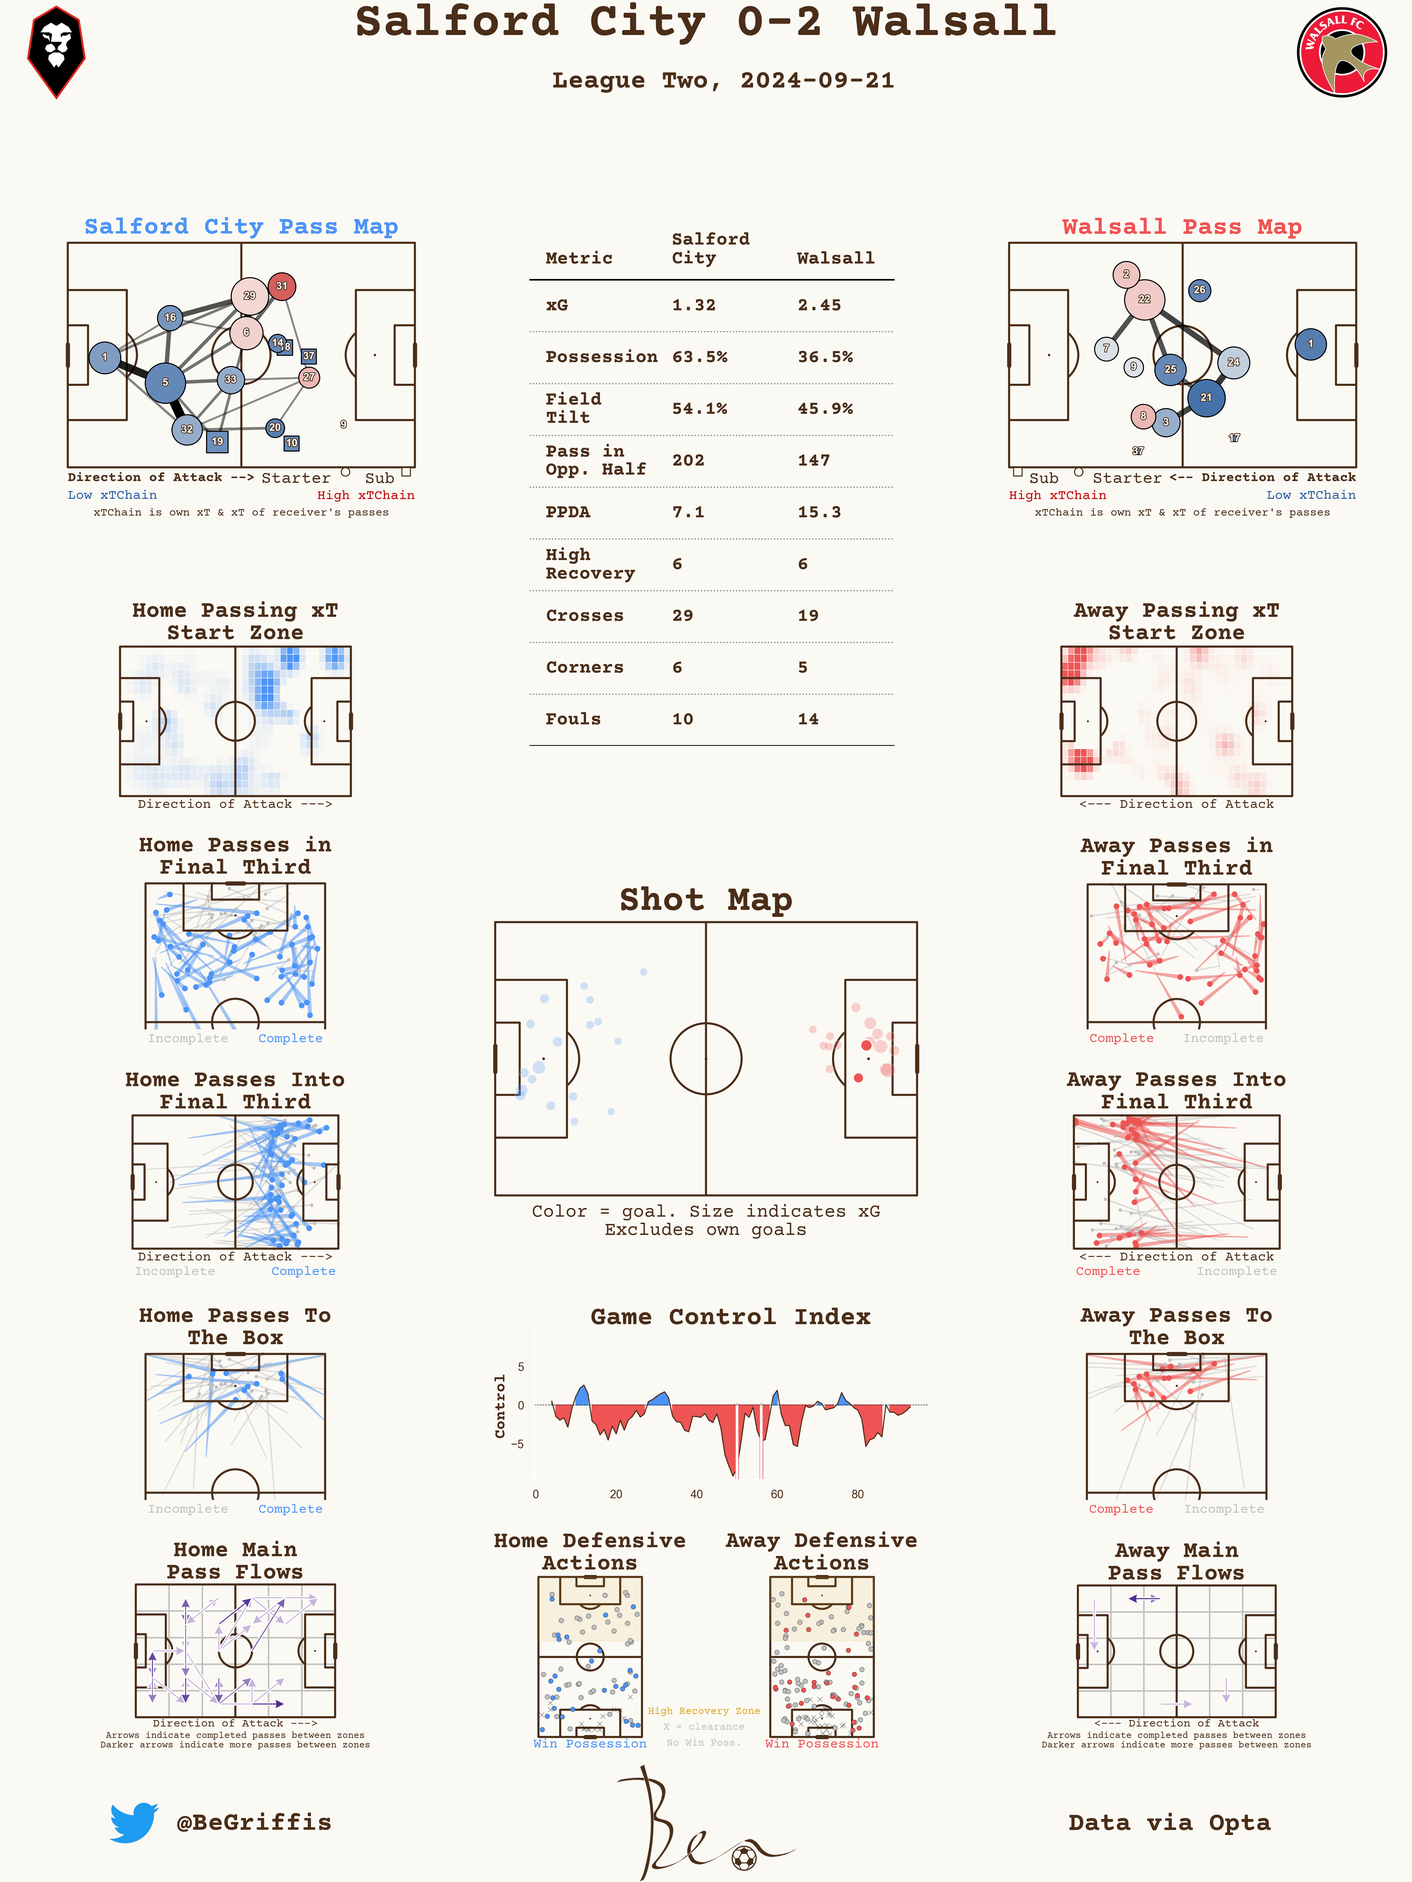 Salford City 0-2 Walsall
League Two, 2024-09-21
WALSALL FC
Salford City Pass Map
1
16
5
32
19
29
6
33
31
14
8
37
27
20
10
9
Direction of Attack --> Starter Sub
Low xTChain High xTChain
xTChain is own xT & xT of receiver's passes
Metric Salford City Walsall
xG 1.32 2.45
Possession 63.5% 36.5%
Field Tilt 54.1% 45.9%
Pass in Opp. Half 202 147
PPDA 7.1 15.3
High Recovery 6 6
Crosses 29 19
Corners 6 5
Fouls 10 14
Walsall Pass Map
2
22
26
7
9
25
24
1
21
8
3
37
17
Sub Starter <-- Direction of Attack
High xTChain Low xTChain
xTChain is own xT & xT of receiver's passes
Home Passing xT
Start Zone
Direction of Attack --->
Away Passing xT
Start Zone
<--- Direction of Attack
Home Passes in
Final Third
Incomplete Complete
Away Passes in
Final Third
Complete Incomplete
Shot Map
Color = goal. Size indicates xG
Excludes own goals
Home Passes Into
Final Third
Direction of Attack --->
Incomplete Complete
Away Passes Into
Final Third
<--- Direction of Attack
Complete Incomplete
Home Passes To
The Box
Incomplete Complete
Game Control Index
Control
5
0
−5
0 20 40 60 80
Away Passes To
The Box
Complete Incomplete
Home Main
Pass Flows
Direction of Attack --->
Arrows indicate completed passes between zones
Darker arrows indicate more passes between zones
Home Defensive
Actions
Win Possession
High Recovery Zone
X = clearance
No Win Poss.
Away Defensive
Actions
Win Possession
Away Main
Pass Flows
<--- Direction of Attack
Arrows indicate completed passes between zones
Darker arrows indicate more passes between zones
@BeGriffis
Data via Opta